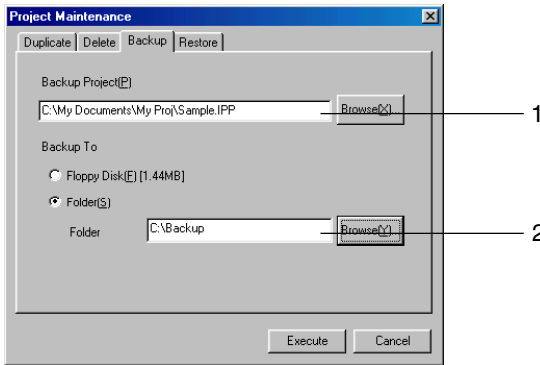 Project Maintenance
Duplicate Delete Backup Restore
Backup Project(P)
C:\My Documents\My Proj\Sample.IPP Browse(X)... 1
Backup To
Floppy Disk(F) [1.44MB]
Folder(S)
Folder C:\Backup Browse(Y)... 2
Execute Cancel